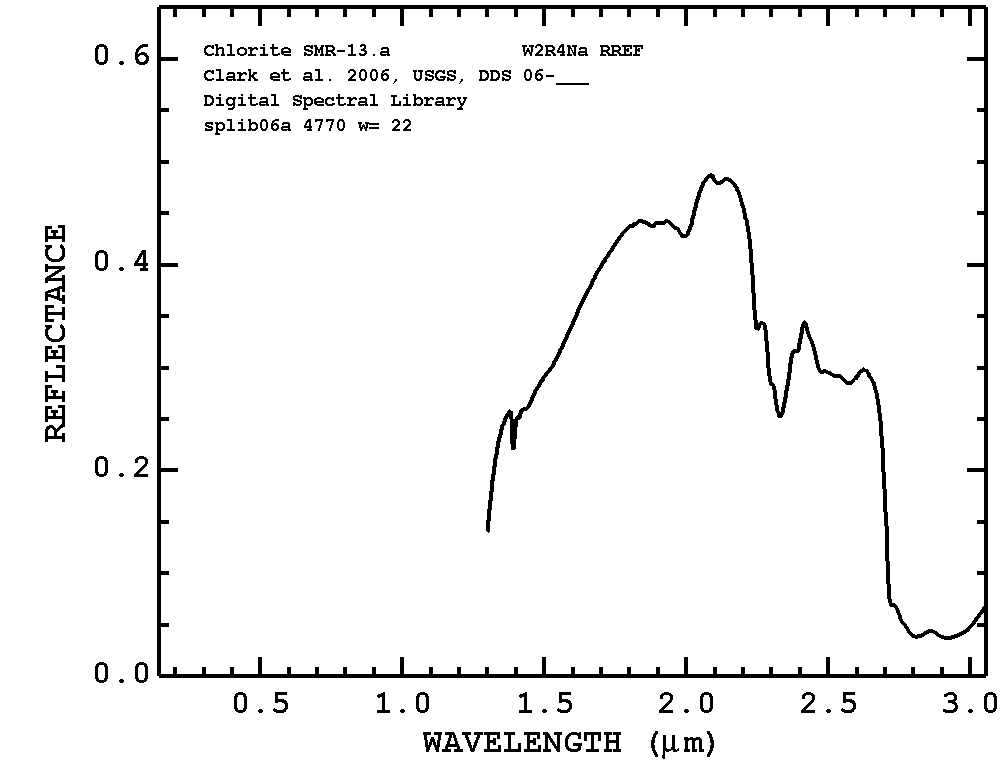 0.6
Chlorite SMR-13.a W2R4Na RREF
Clark et al. 2006, USGS, DDS 06-___
Digital Spectral Library
splib06a 4770 w= 22
0.4
REFLECTANCE
0.2
0.0
0.5 1.0 1.5 2.0 2.5 3.0
WAVELENGTH (μm)